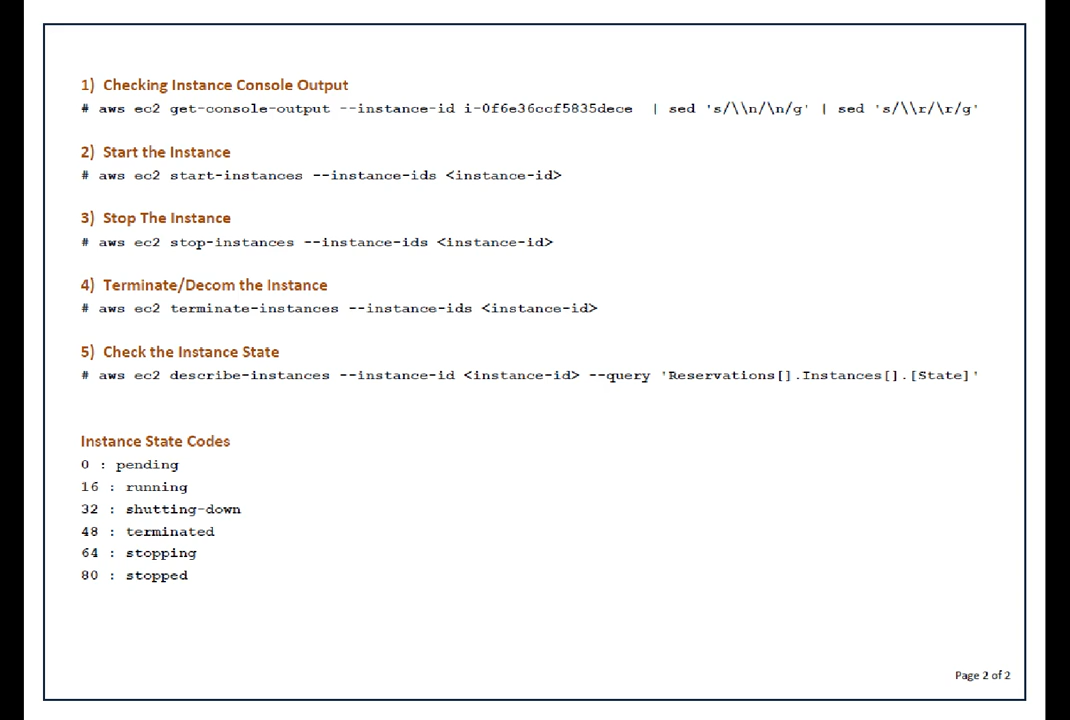 1) Checking Instance Console Output
# aws ec2 get-console-output --instance-id i-0f6e36ccf5835dece | sed 's/\\n/\n/g' | sed 's/\\r/\r/g'
2) Start the Instance
# aws ec2 start-instances --instance-ids <instance-id>
3) Stop The Instance
# aws ec2 stop-instances --instance-ids <instance-id>
4) Terminate/Decom the Instance
# aws ec2 terminate-instances --instance-ids <instance-id>
5) Check the Instance State
# aws ec2 describe-instances --instance-id <instance-id> --query 'Reservations[].Instances[].[State]'
Instance State Codes
0 : pending
16 : running
32 : shutting-down
48 : terminated
64 : stopping
80 : stopped
Page 2 of 2